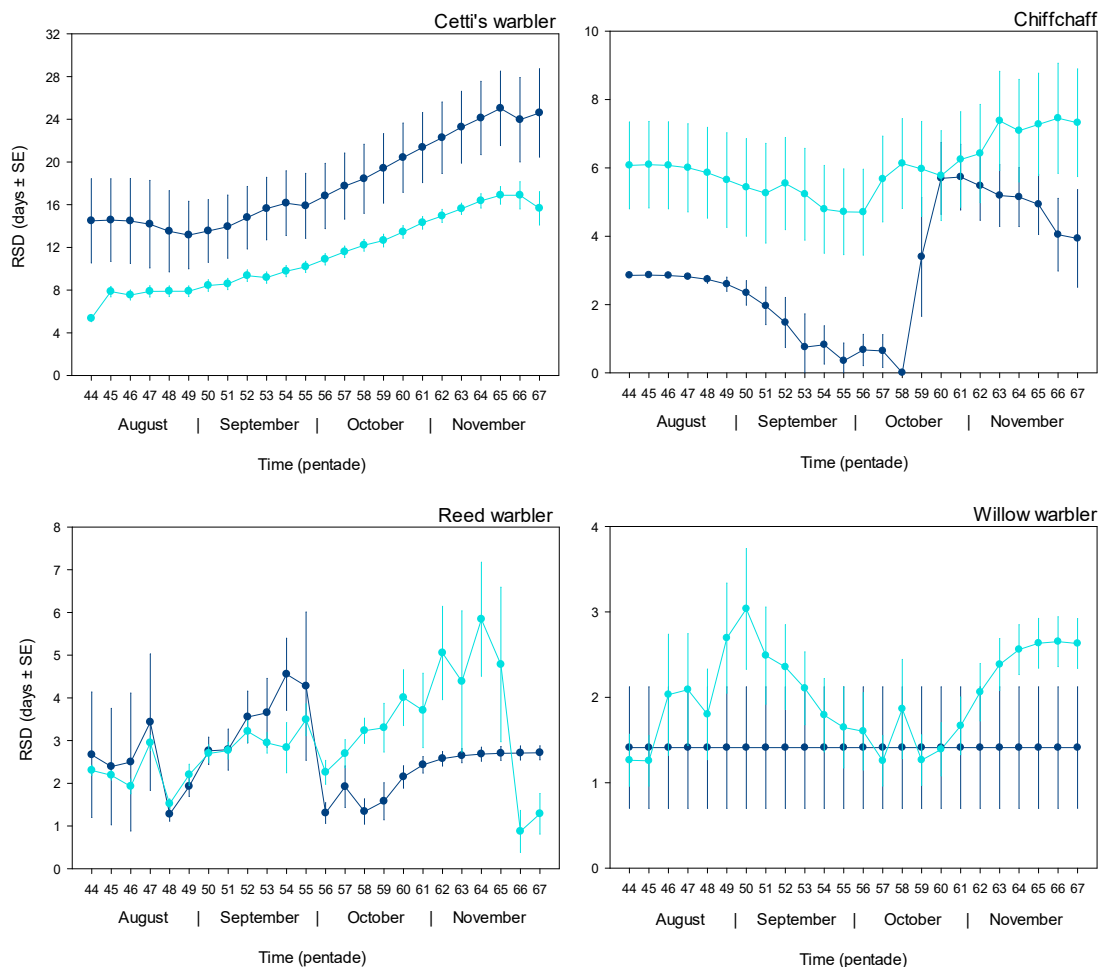 Cetti's warbler
RSD (days ± SE)
32
28
24
20
16
12
8
4
0
44 45 46 47 48 49 50 51 52 53 54 55 56 57 58 59 60 61 62 63 64 65 66 67
August | September | October | November
Time (pentade)
Chiffchaff
10
8
6
4
2
0
44 45 46 47 48 49 50 51 52 53 54 55 56 57 58 59 60 61 62 63 64 65 66 67
August | September | October | November
Time (pentade)
Reed warbler
RSD (days ± SE)
8
7
6
5
4
3
2
1
0
44 45 46 47 48 49 50 51 52 53 54 55 56 57 58 59 60 61 62 63 64 65 66 67
August | September | October | November
Time (pentade)
Willow warbler
4
3
2
1
0
44 45 46 47 48 49 50 51 52 53 54 55 56 57 58 59 60 61 62 63 64 65 66 67
August | September | October | November
Time (pentade)